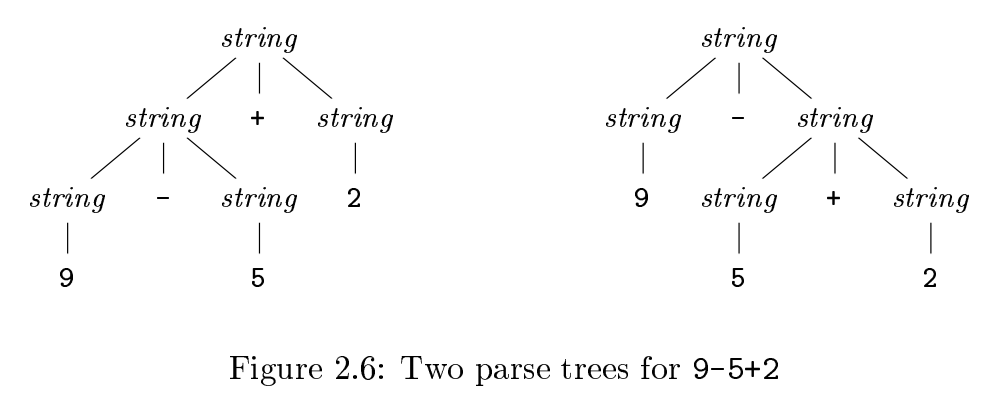 string string
string + string string - string
string - string 2 9 string + string
9 5 5 2
Figure 2.6: Two parse trees for 9-5+2